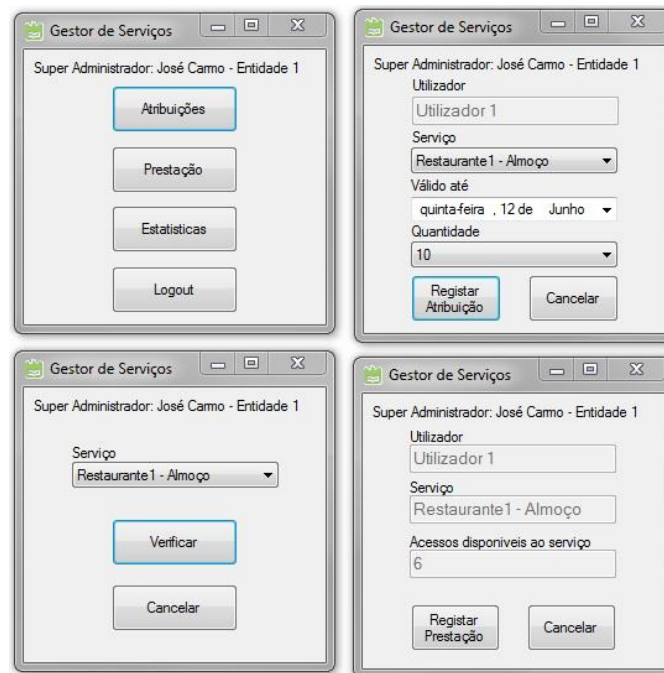 Gestor de Serviços
Super Administrador: José Carmo - Entidade 1
Atribuições
Prestação
Estatisticas
Logout
Gestor de Serviços
Super Administrador: José Carmo - Entidade 1
Utilizador
Utilizador 1
Serviço
Restaurante1 - Almoço
Válido até
quinta-feira , 12 de Junho
Quantidade
10
Registar
Atribuição
Cancelar
Gestor de Serviços
Super Administrador: José Carmo - Entidade 1
Serviço
Restaurante1 - Almoço
Verificar
Cancelar
Gestor de Serviços
Super Administrador: José Carmo - Entidade 1
Utilizador
Utilizador 1
Serviço
Restaurante1 - Almoço
Acessos disponiveis ao serviço
6
Registar
Prestação
Cancelar